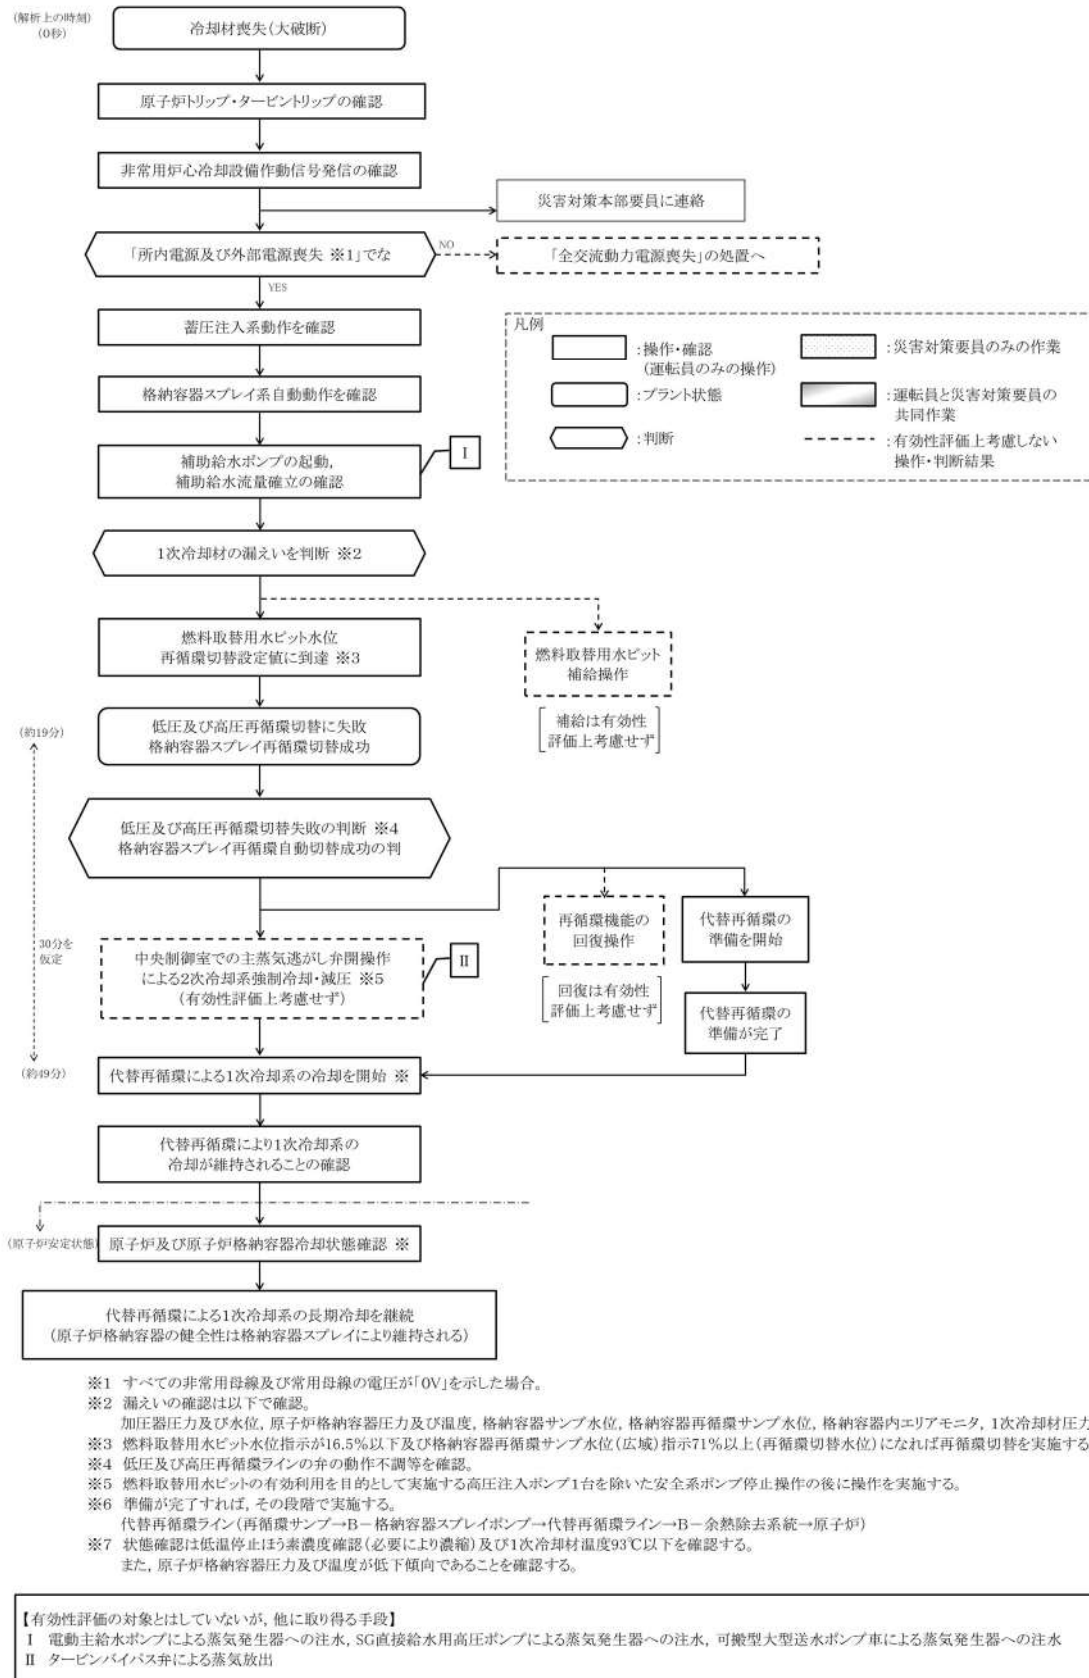 (解析上の時刻)
(0秒)
冷却材喪失(大破断)
原子炉トリップ・タービントリップの確認
非常用炉心冷却設備作動信号発信の確認
災害対策本部要員に連絡
「所内電源及び外部電源喪失 ※1」でな
NO
「全交流動力電源喪失」の処置へ
YES
蓄圧注入系動作を確認
格納容器スプレイ系自動動作を確認
補助給水ポンプの起動,
補助給水流量確立の確認
I
凡例
:操作・確認
(運転員のみの操作)
:プラント状態
:判断
:災害対策要員のみの作業
:運転員と災害対策要員の
共同作業
:有効性評価上考慮しない
操作・判断結果
1次冷却材の漏えいを判断 ※2
燃料取替用水ピット水位
再循環切替設定値に到達 ※3
燃料取替用水ピット
補給操作
補給は有効性
評価上考慮せず
(約19分)
低圧及び高圧再循環切替に失敗
格納容器スプレイ再循環切替成功
低圧及び高圧再循環切替失敗の判断 ※4
格納容器スプレイ再循環自動切替成功の判
30分を
仮定
中央制御室での主蒸気逃がし弁開操作
による2次冷却系強制冷却・減圧 ※5
(有効性評価上考慮せず)
II
再循環機能の
回復操作
回復は有効性
評価上考慮せず
代替再循環の
準備を開始
代替再循環の
準備が完了
(約49分)
代替再循環による1次冷却系の冷却を開始 ※
代替再循環により1次冷却系の
冷却が維持されることの確認
(原子炉安定状態)
原子炉及び原子炉格納容器冷却状態確認 ※
代替再循環による1次冷却系の長期冷却を継続
(原子炉格納容器の健全性は格納容器スプレイにより維持される)
※1 すべての非常用母線及び常用母線の電圧が「0V」を示した場合。
※2 漏えいの確認は以下で確認。
加圧器圧力及び水位, 原子炉格納容器圧力及び温度, 格納容器サンプ水位, 格納容器再循環サンプ水位, 格納容器内エリアモニタ, 1次冷却材圧力
※3 燃料取替用水ピット水位指示が16.5%以下及び格納容器再循環サンプ水位(広域)指示71%以上(再循環切替水位)になれば再循環切替を実施する
※4 低圧及び高圧再循環ラインの弁の動作不調等を確認。
※5 燃料取替用水ピットの有効利用を目的として実施する高圧注入ポンプ1台を除いた安全系ポンプ停止操作の後に操作を実施する。
※6 準備が完了すれば, その段階で実施する。
代替再循環ライン(再循環サンプ→B-格納容器スプレイポンプ→代替再循環ライン→B-余熱除去系統→原子炉)
※7 状態確認は低温停止ほう素濃度確認(必要により濃縮)及び1次冷却材温度93℃以下を確認する。
また, 原子炉格納容器圧力及び温度が低下傾向であることを確認する。
【有効性評価の対象とはしていないが, 他に取り得る手段】
I 電動主給水ポンプによる蒸気発生器への注水, SG直接給水用高圧ポンプによる蒸気発生器への注水, 可搬型大型送水ポンプ車による蒸気発生器への注水
II タービンバイパス弁による蒸気放出